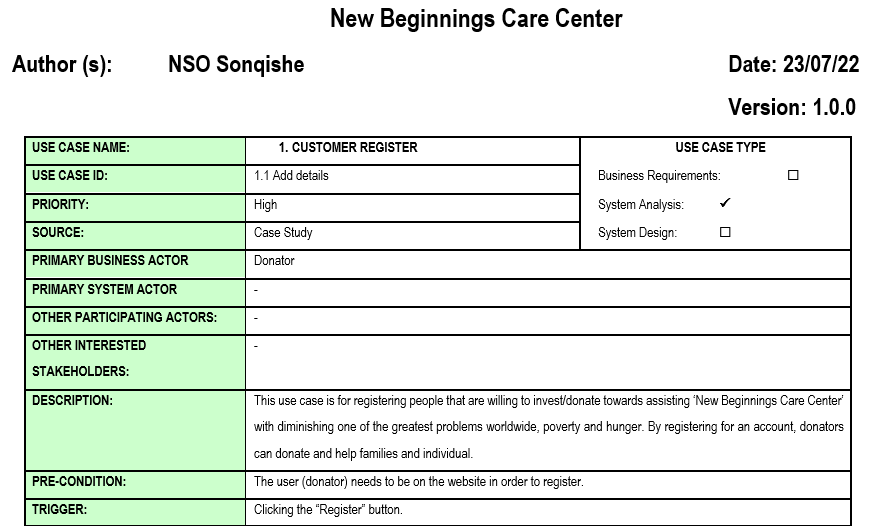 New Beginnings Care Center
Author (s): NSO Sonqishe Date: 23/07/22
Version: 1.0.0
USE CASE NAME: 1. CUSTOMER REGISTER USE CASE TYPE
USE CASE ID: 1.1 Add details Business Requirements: ☐
PRIORITY: High System Analysis: ✓
SOURCE: Case Study System Design: ☐
PRIMARY BUSINESS ACTOR Donator
PRIMARY SYSTEM ACTOR -
OTHER PARTICIPATING ACTORS: -
OTHER INTERESTED -
STAKEHOLDERS:
DESCRIPTION: This use case is for registering people that are willing to invest/donate towards assisting ‘New Beginnings Care Center’
with diminishing one of the greatest problems worldwide, poverty and hunger. By registering for an account, donators
can donate and help families and individual.
PRE-CONDITION: The user (donator) needs to be on the website in order to register.
TRIGGER: Clicking the “Register” button.